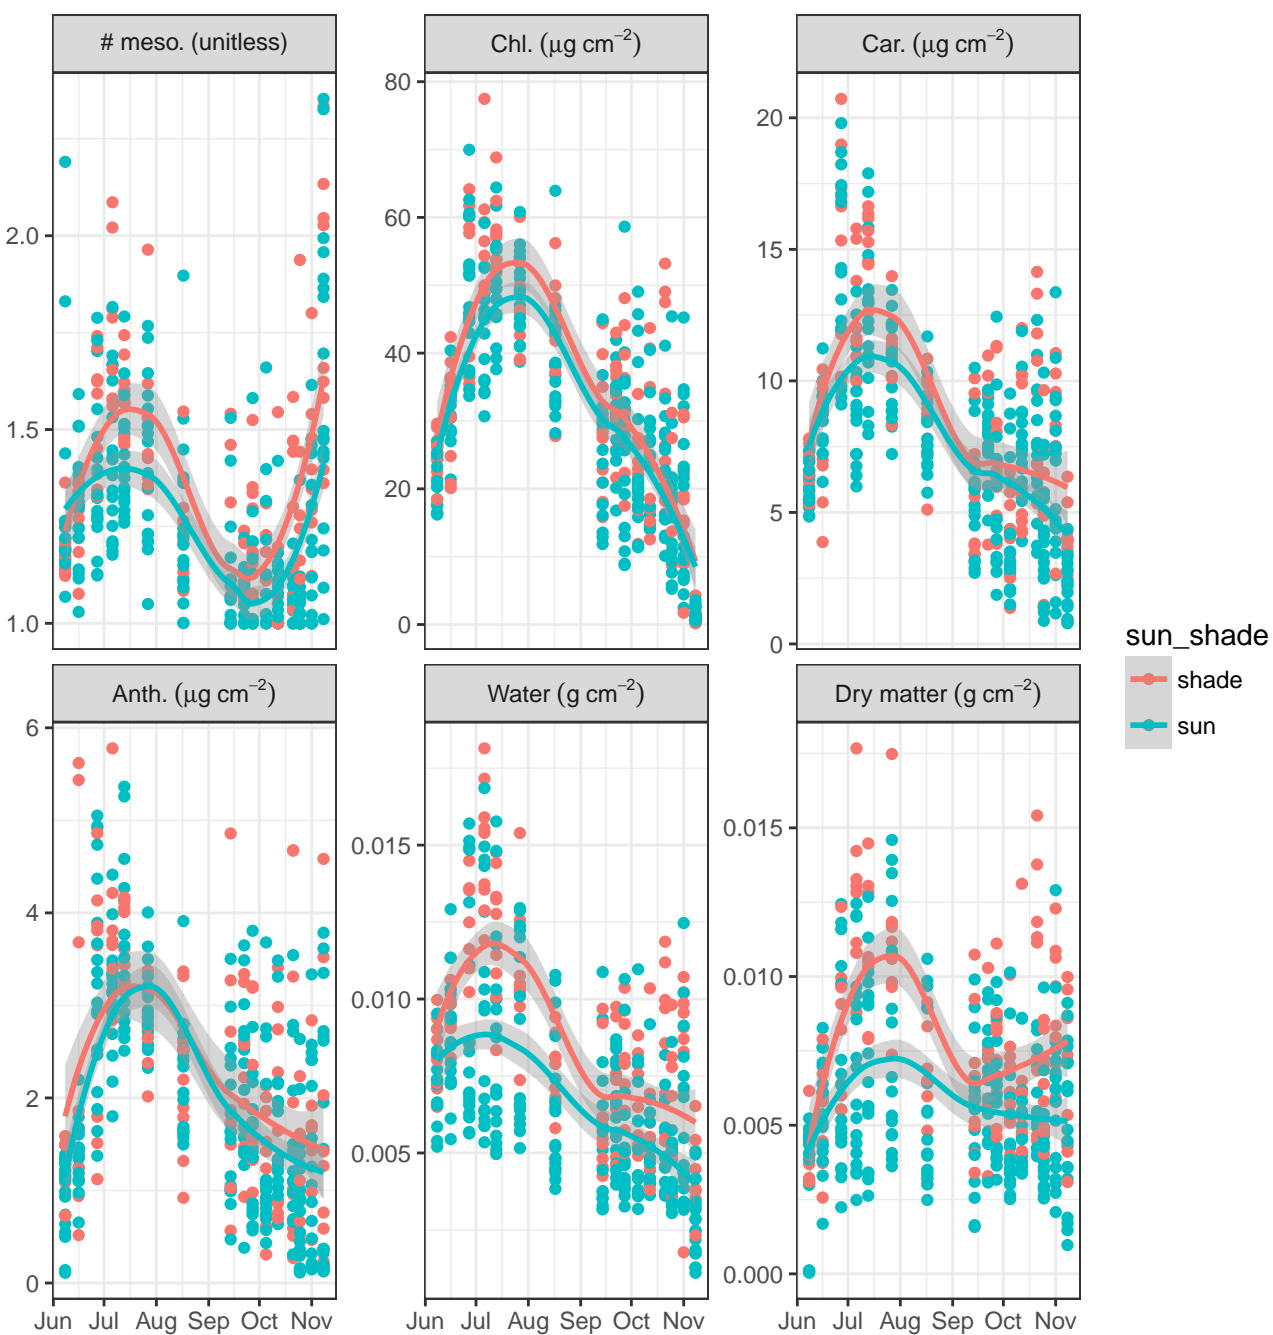 # meso. (unitless)
Chl. (μg cm⁻²)
Car. (μg cm⁻²)
2.0
1.5
1.0
80
60
40
20
0
20
15
10
5
0
sun_shade
shade
sun
Anth. (μg cm⁻²)
Water (g cm⁻²)
Dry matter (g cm⁻²)
6
4
2
0
0.015
0.010
0.005
0.015
0.010
0.005
0.000
Jun Jul Aug Sep Oct Nov
Jun Jul Aug Sep Oct Nov
Jun Jul Aug Sep Oct Nov